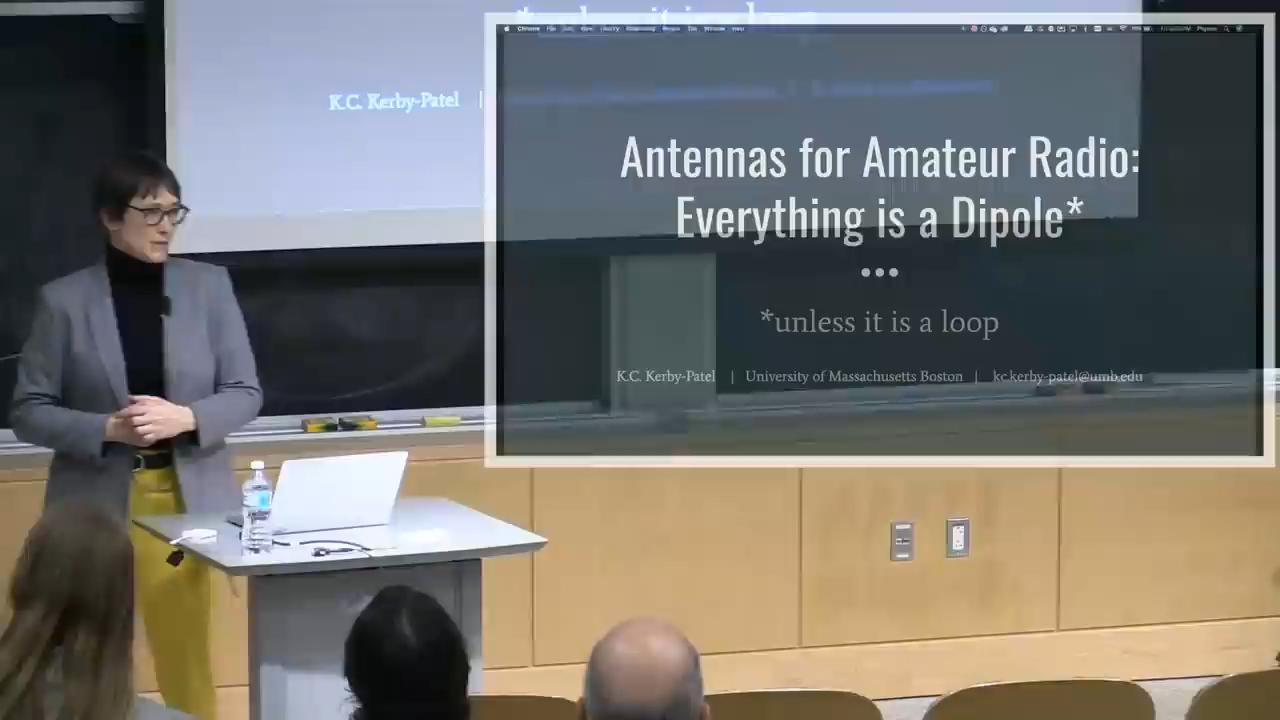 K.C. Kerby-Patel |
Antennas for Amateur Radio:
Everything is a Dipole*
*unless it is a loop
K.C. Kerby-Patel | University of Massachusetts Boston | kc.kerby-patel@umb.edu